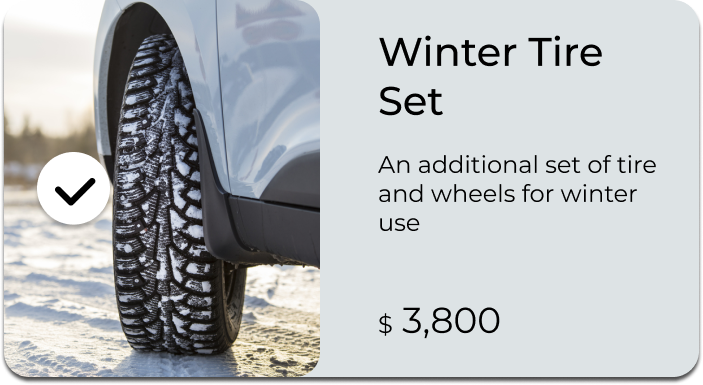 Winter Tire
Set
An additional set of tire
and wheels for winter
use
$ 3,800